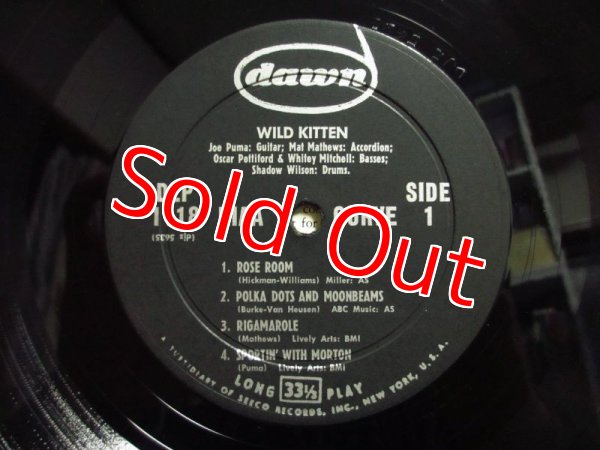 dawn
WILD KITTEN
Joe Puma: Guitar; Mat Mathews: Accordion;
Oscar Pettiford & Whitey Mitchell: Basses;
Shadow Wilson: Drums.
SIDE
1
Sold Out
1. ROSE ROOM
(Hickman-Williams) Miller: AS
2. POLKA DOTS AND MOONBEAMS
(Burke-Van Heusen) ABC Music: AS
3. RIGAMAROLE
(Mathews) Lively Arts: BMI
4. SPORTIN' WITH MORTON
(Puma) Lively Arts: BMI
LONG 33⅓ PLAY
A SUBSIDIARY OF SEECO RECORDS, INC., NEW YORK, U.S.A.